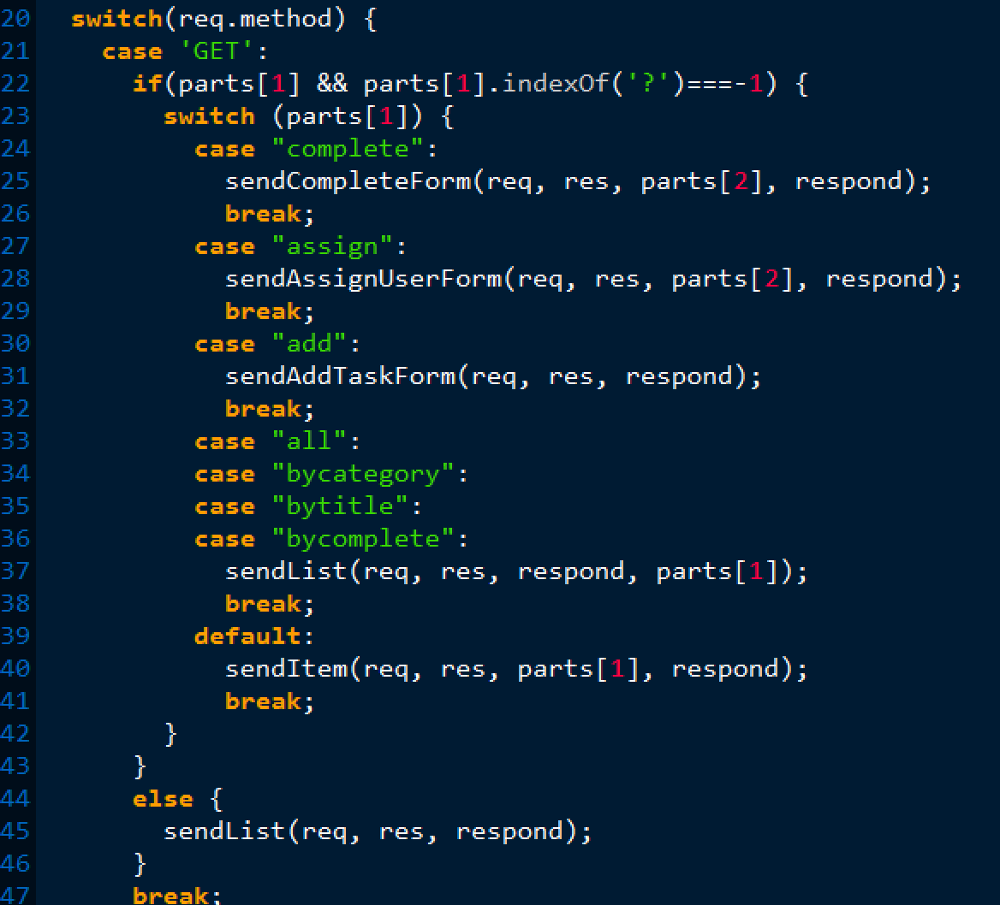 20 switch(req.method) {
21 case 'GET':
22 if(parts[1] && parts[1].indexOf('?')===-1) {
23 switch (parts[1]) {
24 case "complete":
25 sendCompleteForm(req, res, parts[2], respond);
26 break;
27 case "assign":
28 sendAssignUserForm(req, res, parts[2], respond);
29 break;
30 case "add":
31 sendAddTaskForm(req, res, respond);
32 break;
33 case "all":
34 case "bycategory":
35 case "bytitle":
36 case "bycomplete":
37 sendList(req, res, respond, parts[1]);
38 break;
39 default:
40 sendItem(req, res, parts[1], respond);
41 break;
42 }
43 }
44 else {
45 sendList(req, res, respond);
46 }
47 break;